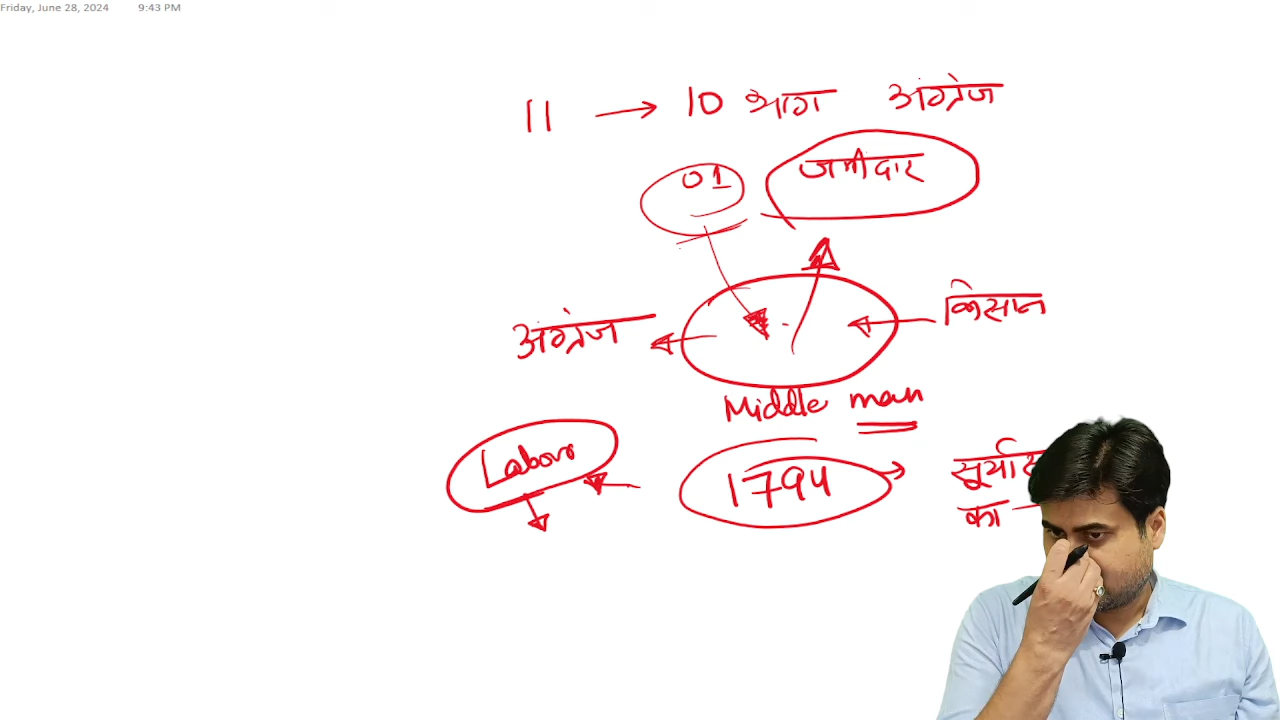 Friday, June 28, 2024 9:43 PM
11 → 10 भाग अंग्रेज
01 जमीदार
अंग्रेज किसान
Middle man
Labour 1794
का